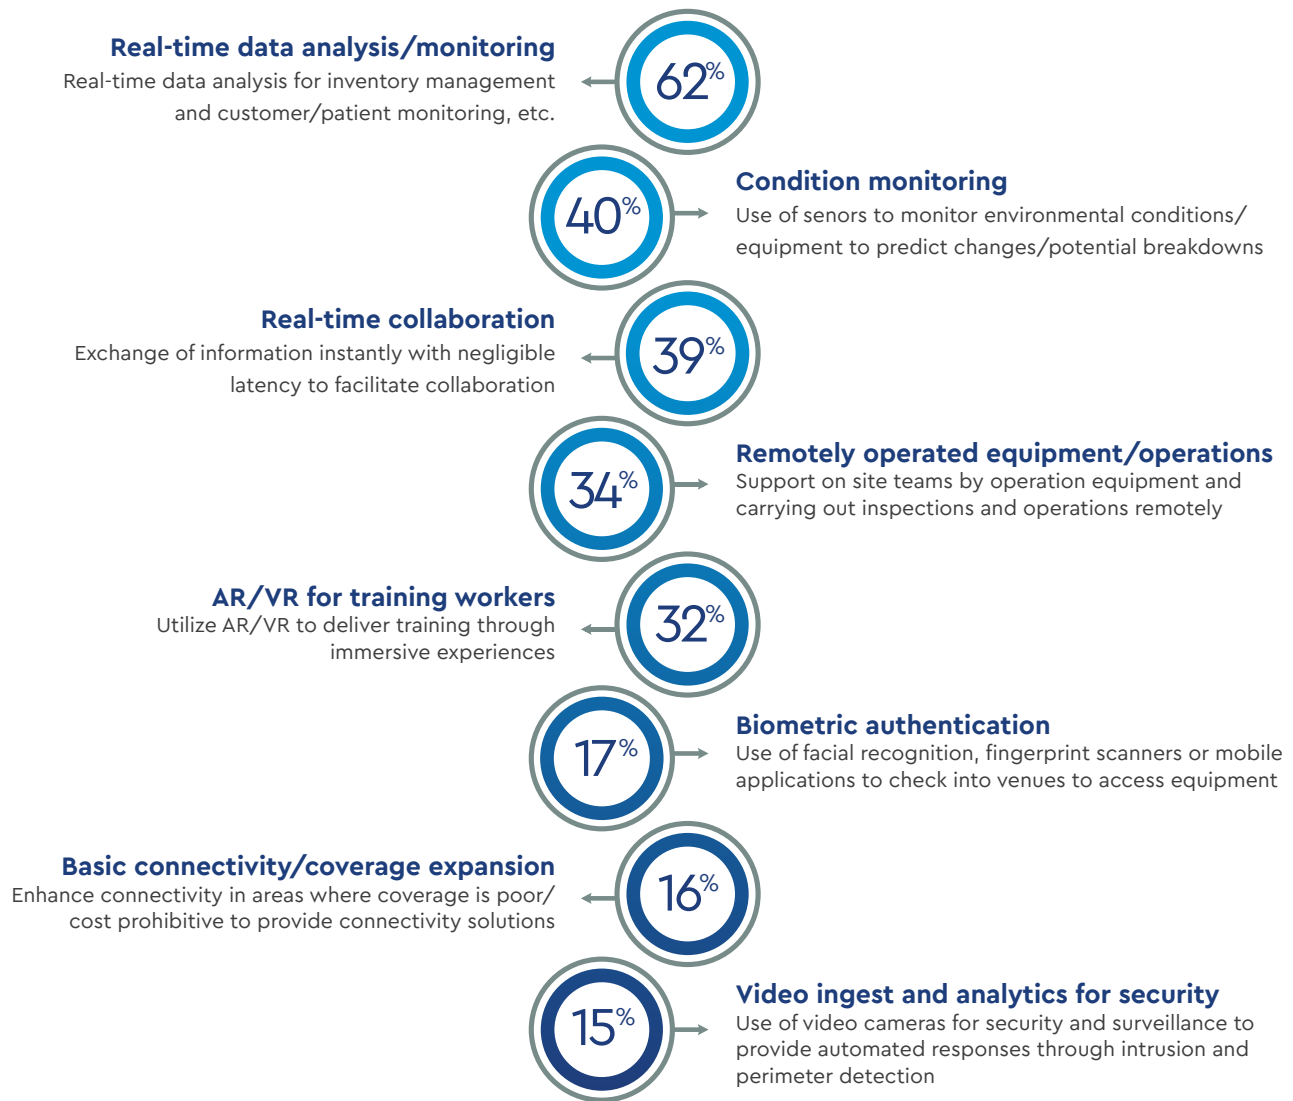 Real-time data analysis/monitoring
Real-time data analysis for inventory management
and customer/patient monitoring, etc.
62%
40%
Condition monitoring
Use of senors to monitor environmental conditions/
equipment to predict changes/potential breakdowns
Real-time collaboration
Exchange of information instantly with negligible
latency to facilitate collaboration
39%
34%
Remotely operated equipment/operations
Support on site teams by operation equipment and
carrying out inspections and operations remotely
AR/VR for training workers
Utilize AR/VR to deliver training through
immersive experiences
32%
17%
Biometric authentication
Use of facial recognition, fingerprint scanners or mobile
applications to check into venues to access equipment
Basic connectivity/coverage expansion
Enhance connectivity in areas where coverage is poor/
cost prohibitive to provide connectivity solutions
16%
15%
Video ingest and analytics for security
Use of video cameras for security and surveillance to
provide automated responses through intrusion and
perimeter detection